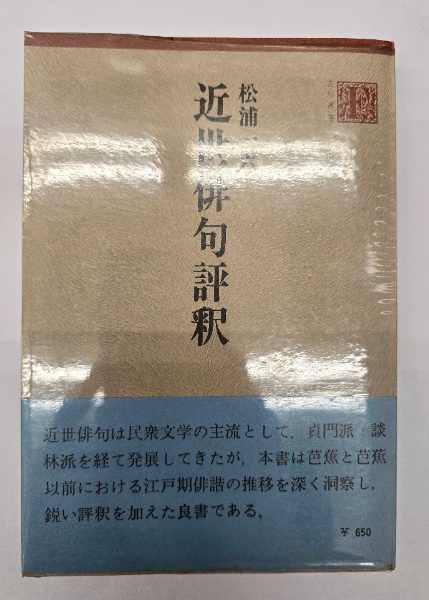 松浦一六
近世俳句評釈
近世俳句は民衆文学の主流として，貞門派・談
林派を経て発展してきたが，本書は芭蕉と芭蕉
以前における江戸期俳諧の推移を深く洞察し，
鋭い評釈を加えた良書である。
￥ 650